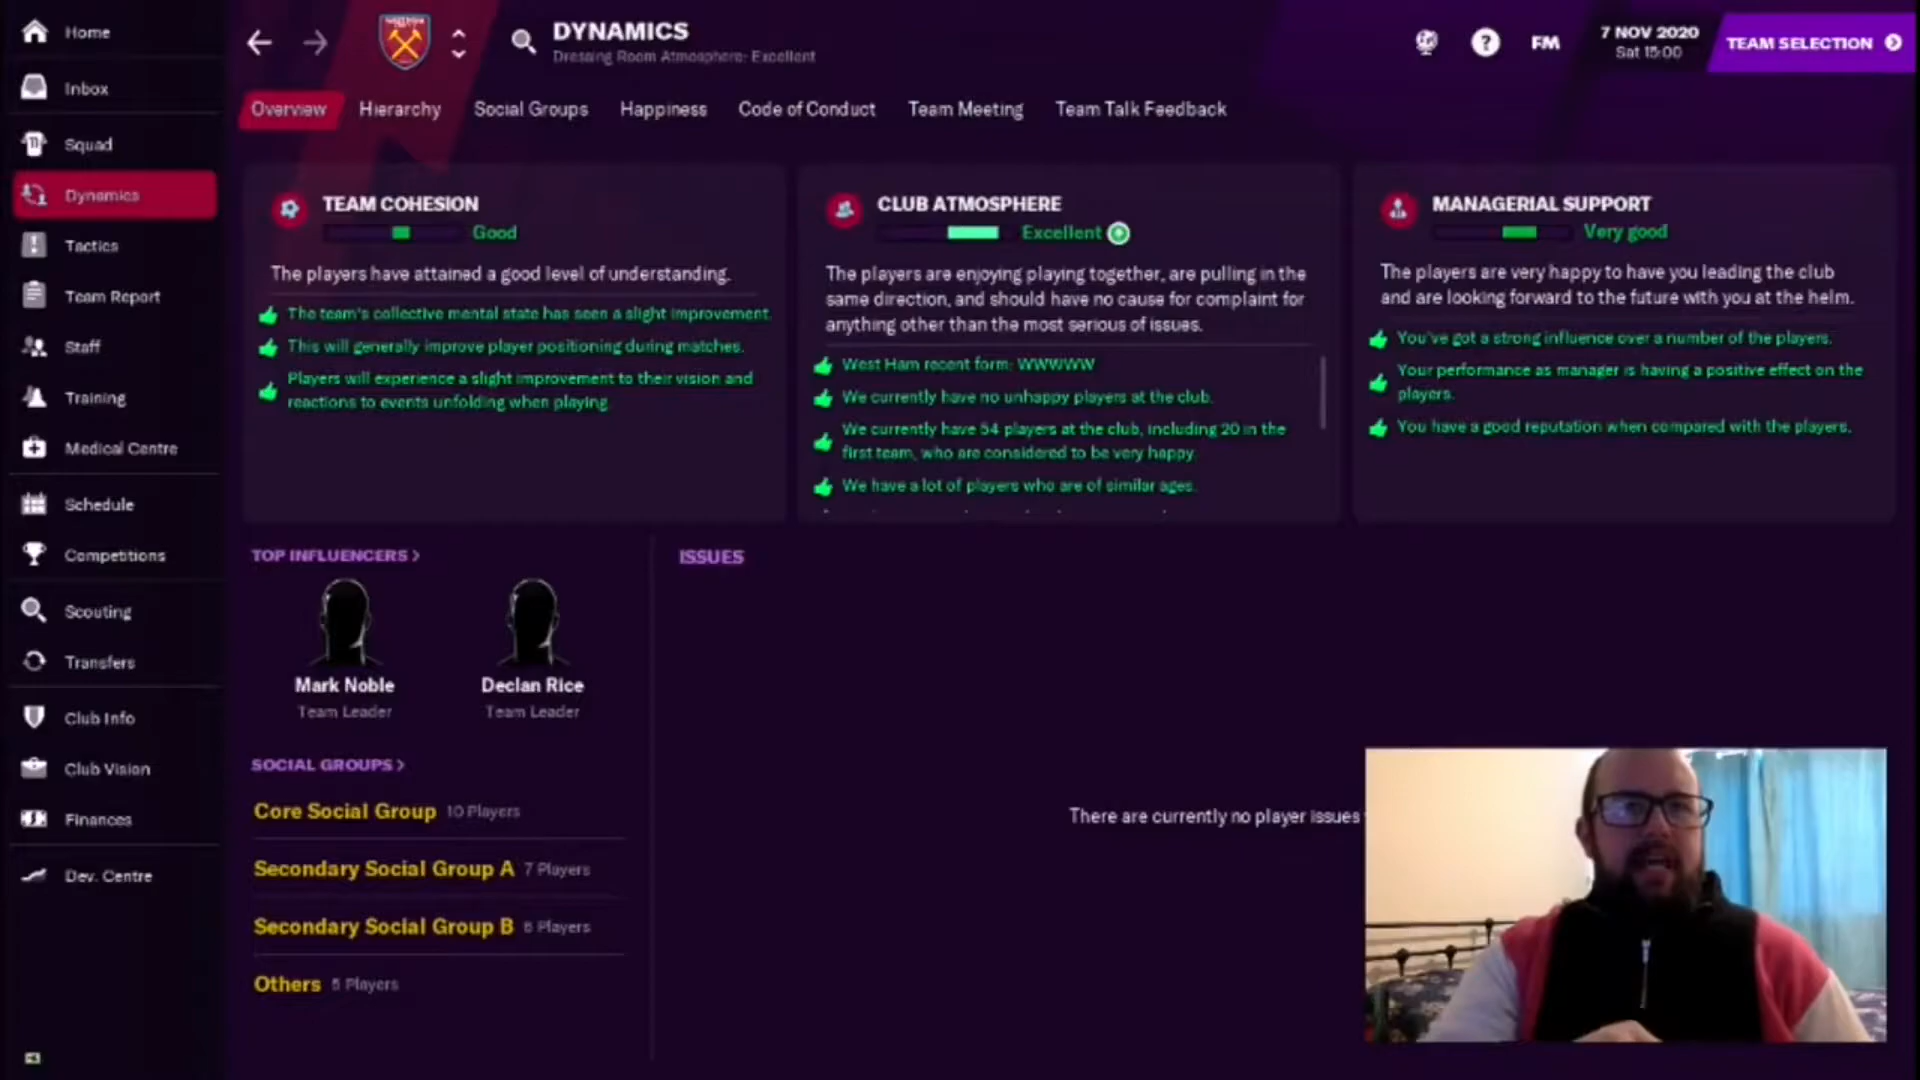 Home
Inbox
Squad
Dynamics
Tactics
Team Report
Staff
Training
Medical Centre
Schedule
Competitions
Scouting
Transfers
Club Info
Club Vision
Finances
Dev. Centre
DYNAMICS
Dressing Room Atmosphere: Excellent
FM
7 NOV 2020
Sat 15:00
TEAM SELECTION
Overview
Hierarchy
Social Groups
Happiness
Code of Conduct
Team Meeting
Team Talk Feedback
TEAM COHESION
Good
The players have attained a good level of understanding.
The team's collective mental state has seen a slight improvement.
This will generally improve player positioning during matches.
Players will experience a slight improvement to their vision and
reactions to events unfolding when playing.
CLUB ATMOSPHERE
Excellent
The players are enjoying playing together, are pulling in the
same direction, and should have no cause for complaint for
anything other than the most serious of issues.
West Ham recent form: WWWWW
We currently have no unhappy players at the club.
We currently have 54 players at the club, including 20 in the
first team, who are considered to be very happy.
We have a lot of players who are of similar ages.
MANAGERIAL SUPPORT
Very good
The players are very happy to have you leading the club
and are looking forward to the future with you at the helm.
You've got a strong influence over a number of the players.
Your performance as manager is having a positive effect on the
players.
You have a good reputation when compared with the players.
TOP INFLUENCERS >
Mark Noble
Team Leader
Declan Rice
Team Leader
SOCIAL GROUPS >
Core Social Group 10 Players
Secondary Social Group A 7 Players
Secondary Social Group B 6 Players
Others 5 Players
ISSUES
There are currently no player issues